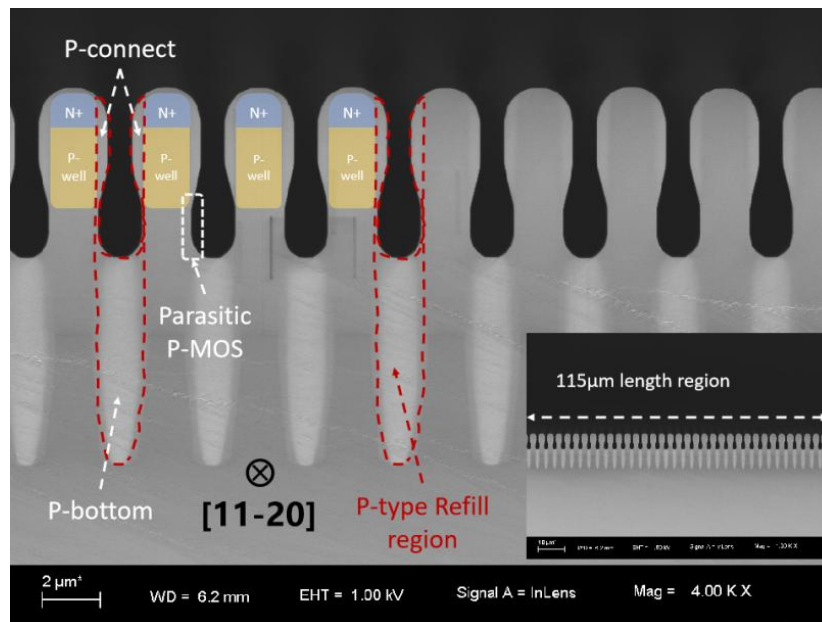 P-connect
N+
N+
N+
N+
P-
well
P-
well
P-
well
P-
well
Parasitic
P-MOS
115μm length region
P-bottom
[11-20]
P-type Refill
region
2 μm*
WD = 6.2 mm
EHT = 1.00 kV
Signal A = InLens
Mag = 4.00 K X